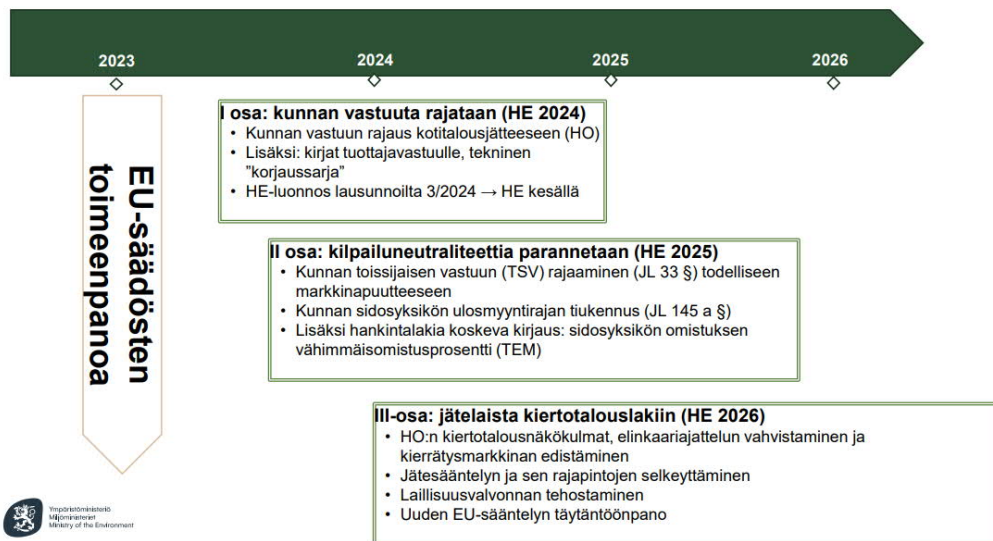 2023
2024
2025
2026
EU-säädösten
toimeenpanoa
I osa: kunnan vastuuta rajataan (HE 2024)
• Kunnan vastuun rajaus kotitalousjätteeseen (HO)
• Lisäksi: kirjat tuottajavastuulle, tekninen
"korjaussarja"
• HE-luonnos lausunnoilta 3/2024 → HE kesällä
II osa: kilpailuneutraliteettia parannetaan (HE 2025)
• Kunnan toissijaisen vastuun (TSV) rajaaminen (JL 33 §) todelliseen
markkinapuutteeseen
• Kunnan sidosyksikön ulosmyyntirajan tiukennus (JL 145 a §)
• Lisäksi hankintalakia koskeva kirjaus: sidosyksikön omistuksen
vähimmäisomistusprosentti (TEM)
III-osa: jätelaista kiertotalouslakiin (HE 2026)
• HO:n kiertotalousnäkökulmat, elinkaariajattelun vahvistaminen ja
kierrätysmarkkinan edistäminen
• Jätesääntelyn ja sen rajapintojen selkeyttäminen
• Laillisuusvalvonnan tehostaminen
• Uuden EU-sääntelyn täytäntöönpano
Ympäristöministeriö
Miljöministeriet
Ministry of the Environment